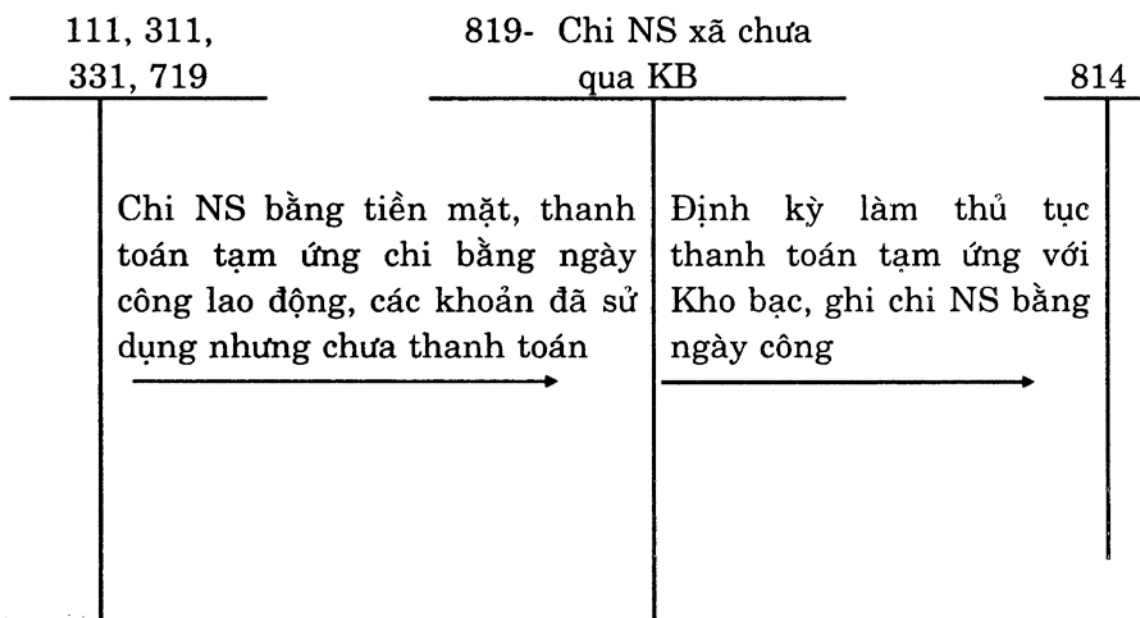 111, 311,
331, 719
819- Chi NS xã chưa
qua KB
814
Chi NS bằng tiền mặt, thanh
toán tạm ứng chi bằng ngày
công lao động, các khoản đã sử
dụng nhưng chưa thanh toán
Định kỳ làm thủ tục
thanh toán tạm ứng với
Kho bạc, ghi chi NS bằng
ngày công